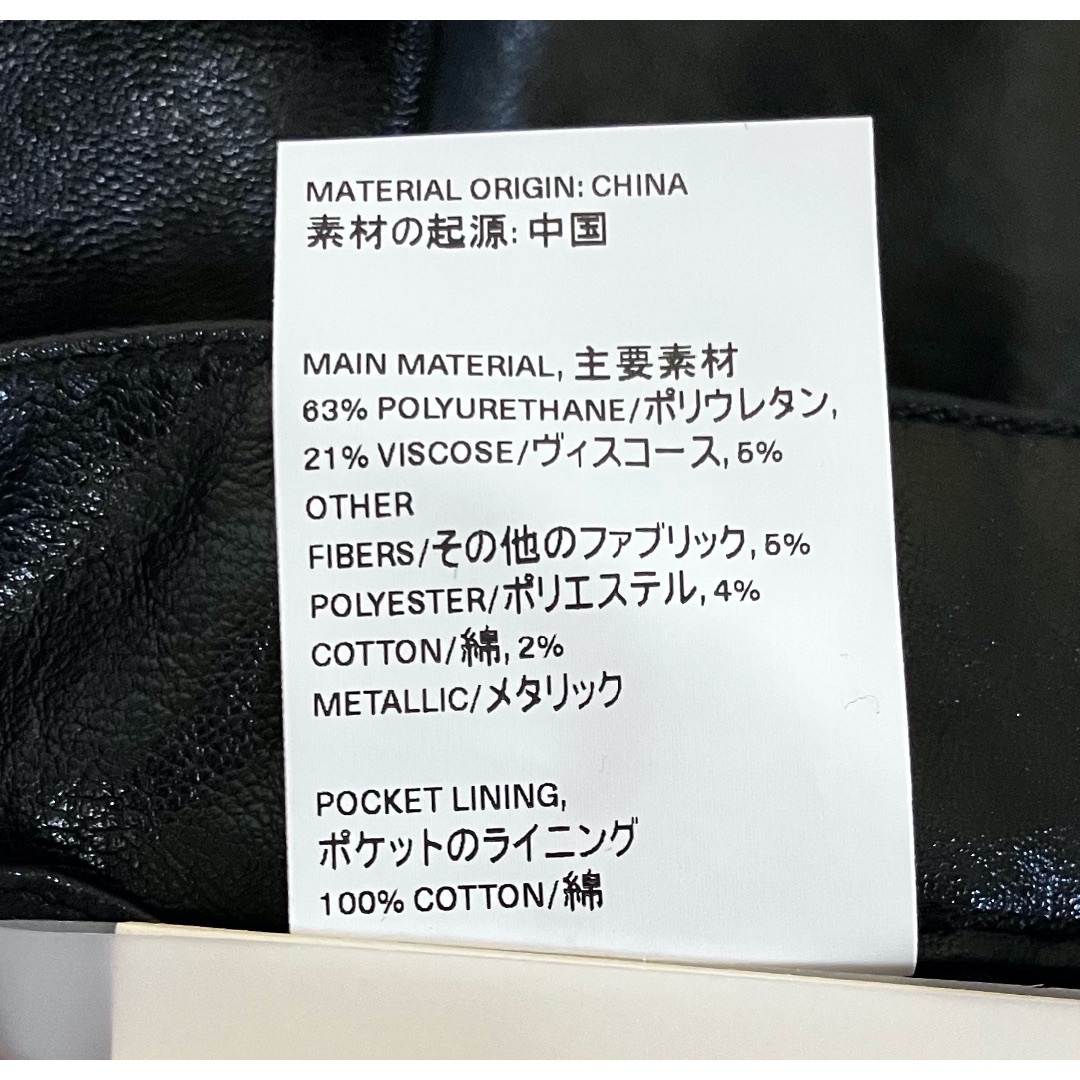 MATERIAL ORIGIN: CHINA
素材の起源: 中国
MAIN MATERIAL, 主要素材
63% POLYURETHANE/ポリウレタン,
21% VISCOSE/ヴィスコース, 5%
OTHER
FIBERS/その他のファブリック, 5%
POLYESTER/ポリエステル, 4%
COTTON/綿, 2%
METALLIC/メタリック
POCKET LINING,
ポケットのライニング
100% COTTON/綿